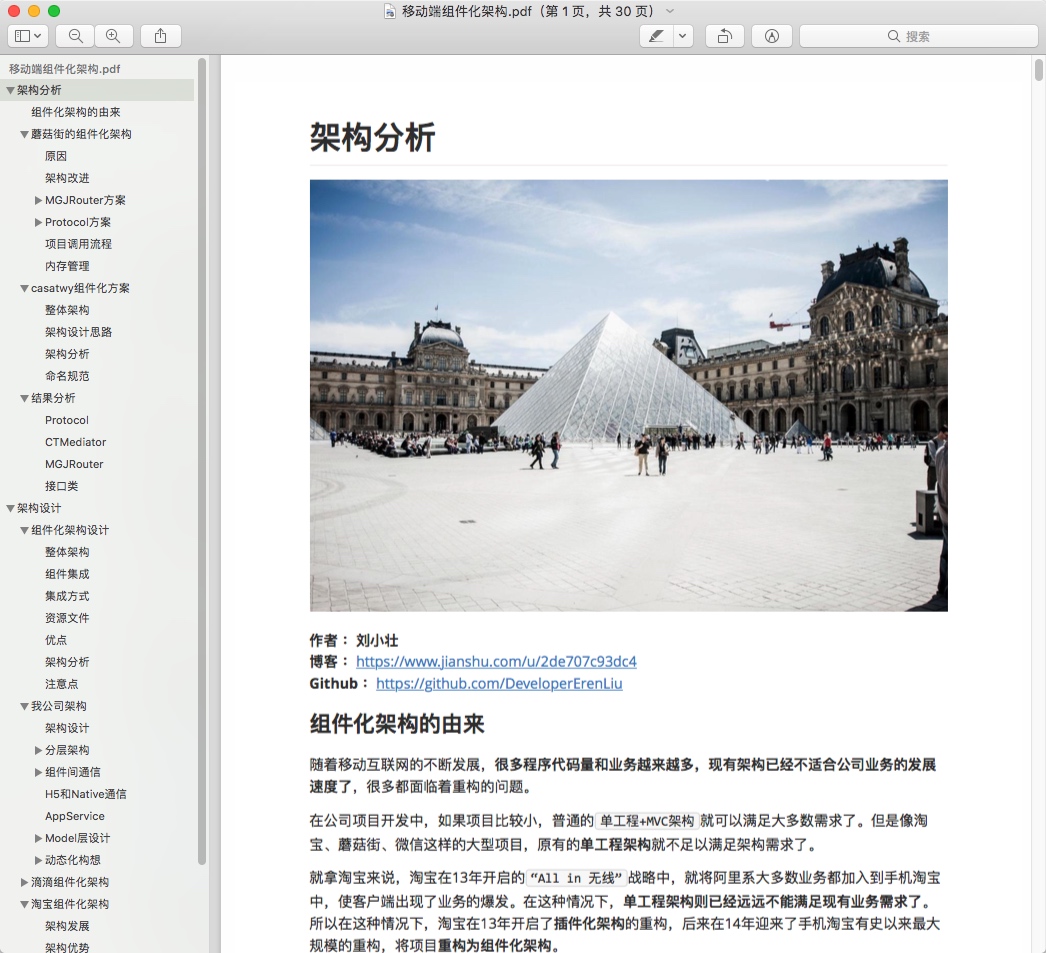 移动端组件化架构.pdf（第 1 页，共 30 页）
搜索
移动端组件化架构.pdf
架构分析
组件化架构的由来
蘑菇街的组件化架构
原因
架构改进
MGJRouter方案
Protocol方案
项目调用流程
内存管理
casatwy组件化方案
整体架构
架构设计思路
架构分析
命名规范
结果分析
Protocol
CTMediator
MGJRouter
接口类
架构设计
组件化架构设计
整体架构
组件集成
集成方式
资源文件
优点
架构分析
注意点
我公司架构
架构设计
分层架构
组件间通信
H5和Native通信
AppService
Model层设计
动态化构想
滴滴组件化架构
淘宝组件化架构
架构发展
架构优势
架构分析
作者： 刘小壮
博客： https://www.jianshu.com/u/2de707c93dc4
Github： https://github.com/DeveloperErenLiu
组件化架构的由来
随着移动互联网的不断发展，很多程序代码量和业务越来越多，现有架构已经不适合公司业务的发展
速度了，很多都面临着重构的问题。
在公司项目开发中，如果项目比较小，普通的 单工程+MVC架构 就可以满足大多数需求了。但是像淘
宝、蘑菇街、微信这样的大型项目，原有的单工程架构就不足以满足架构需求了。
就拿淘宝来说，淘宝在13年开启的 “All in 无线” 战略中，就将阿里系大多数业务都加入到手机淘宝
中，使客户端出现了业务的爆发。在这种情况下，单工程架构则已经远远不能满足现有业务需求了。
所以在这种情况下，淘宝在13年开启了插件化架构的重构，后来在14年迎来了手机淘宝有史以来最大
规模的重构，将项目重构为组件化架构。